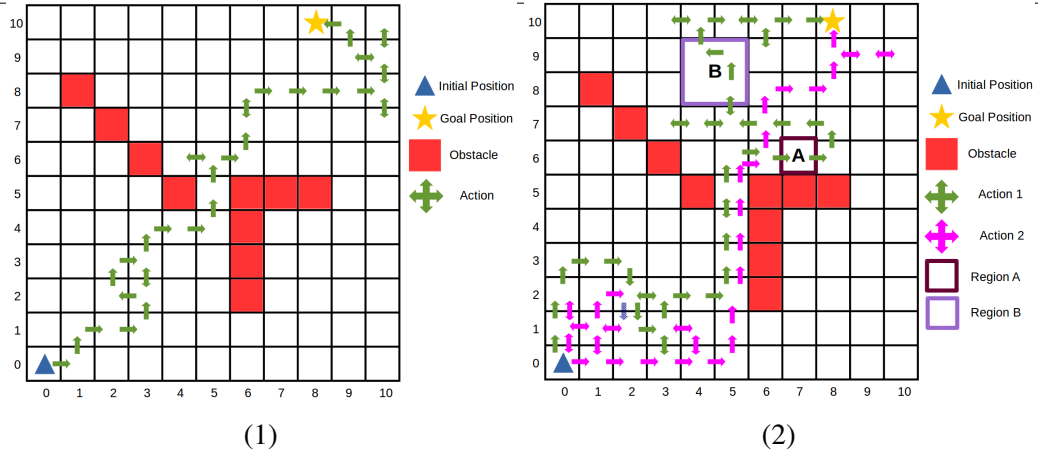 10
9
8
7
6
5
4
3
2
1
0
0 1 2 3 4 5 6 7 8 9 10
Initial Position
Goal Position
Obstacle
Action
(1)
10
9
8
7
6
5
4
3
2
1
0
B
A
0 1 2 3 4 5 6 7 8 9 10
Initial Position
Goal Position
Obstacle
Action 1
Action 2
Region A
Region B
(2)